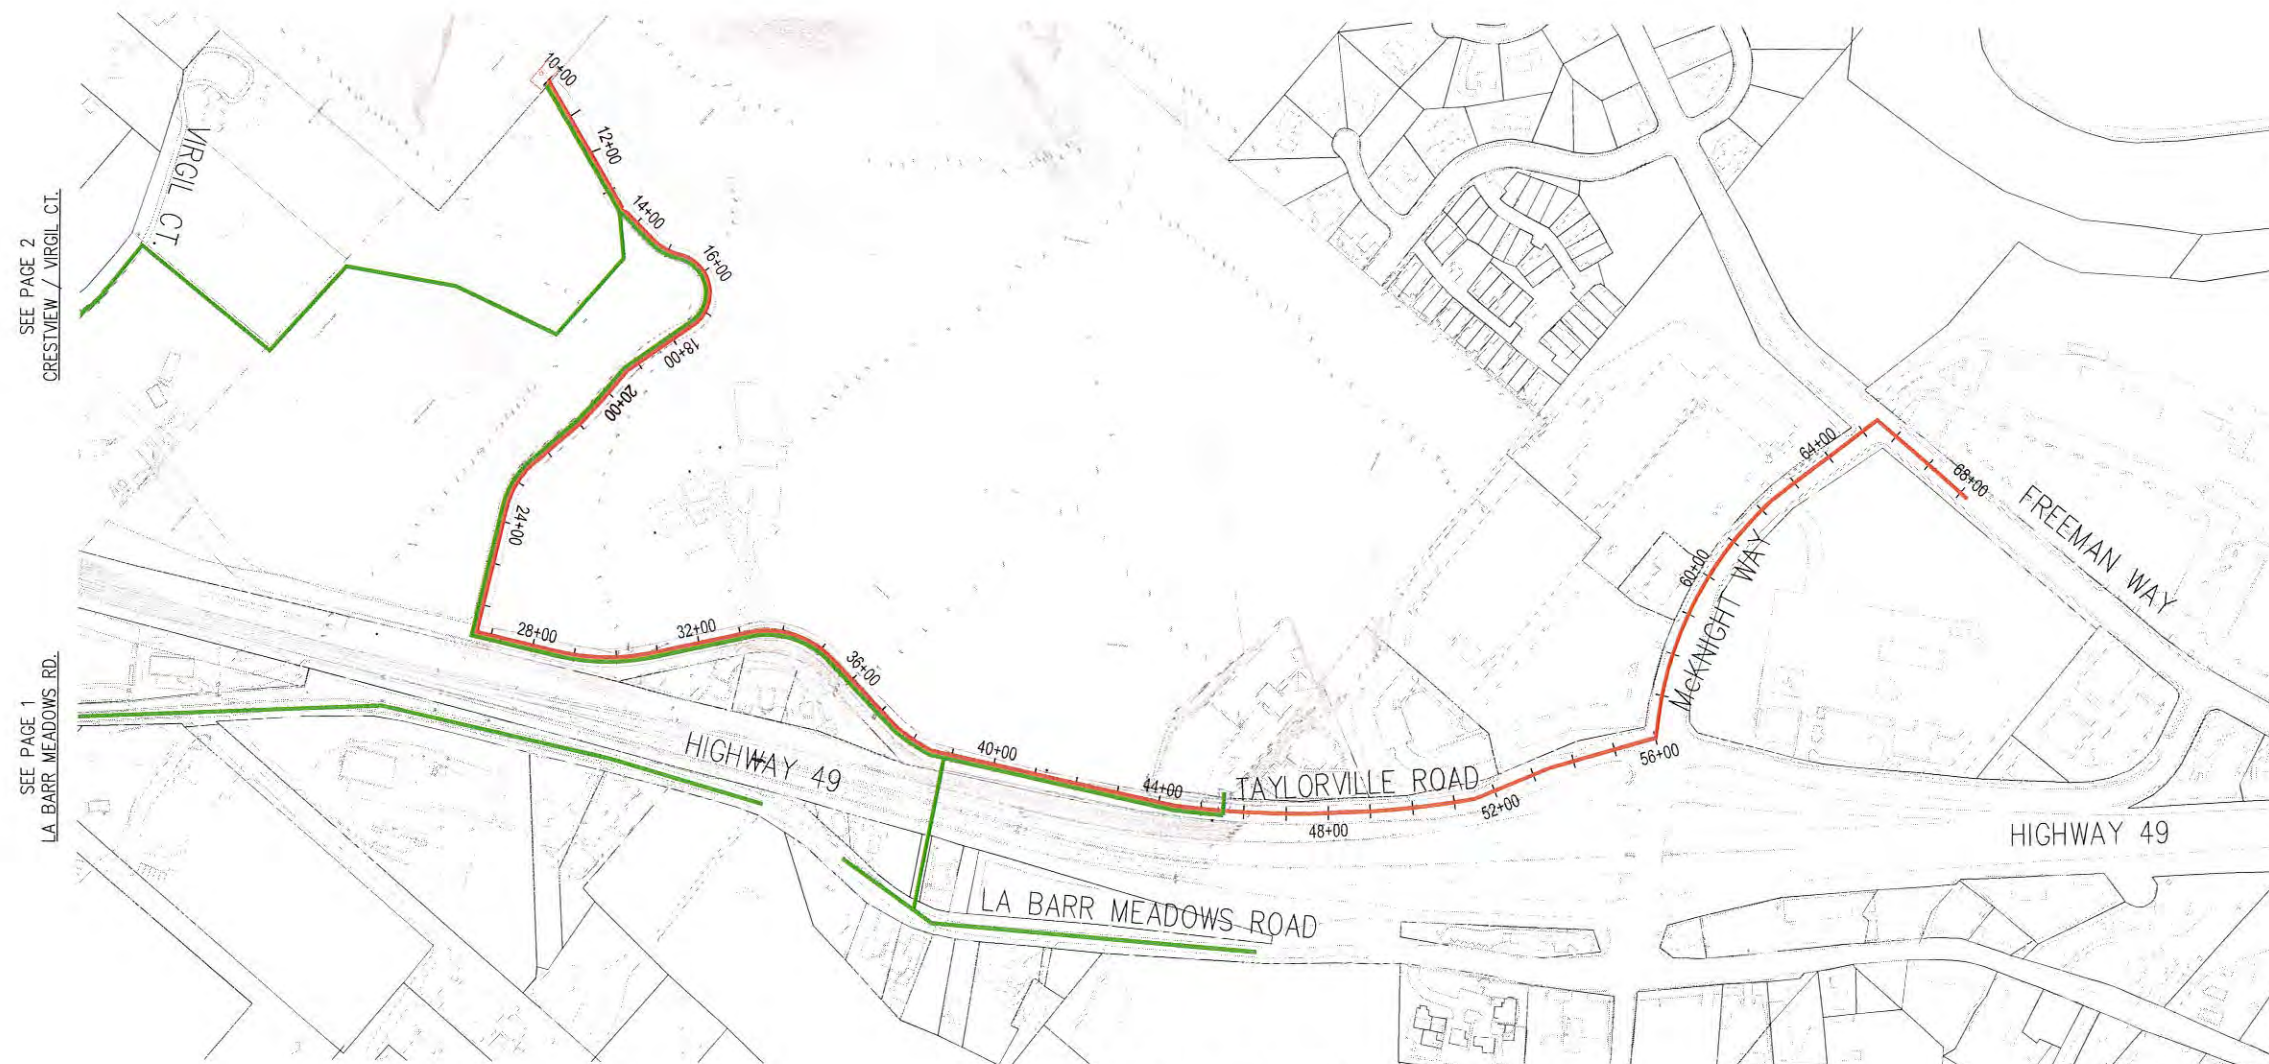 10+00
12+00
14+00
16+00
18+00
20+00
24+00
28+00
32+00
36+00
40+00
44+00
48+00
52+00
56+00
60+00
64+00
68+00
VIRGIL CT.
SEE PAGE 2
CRESTVIEW / VIRGIL CT.
SEE PAGE 1
LA BARR MEADOWS RD.
HIGHWAY 49
TAYLORVILLE ROAD
LA BARR MEADOWS ROAD
McKNIGHT WAY
FREEMAN WAY
HIGHWAY 49